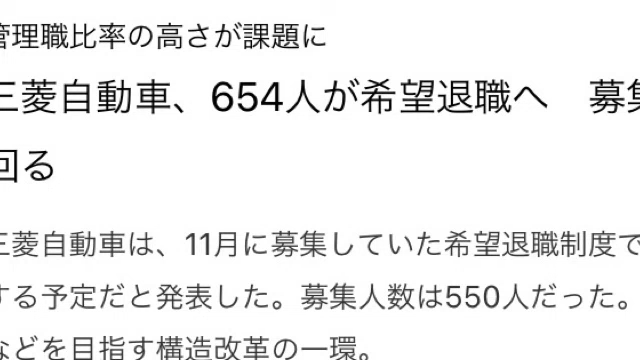 管理職比率の高さが課題に
三菱自動車、654人が希望退職へ　募集
回る
三菱自動車は、11月に募集していた希望退職制度で
する予定だと発表した。募集人数は550人だった。
などを目指す構造改革の一環。